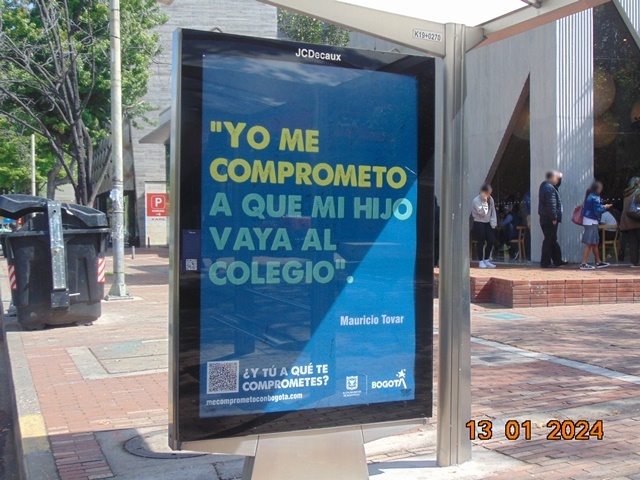 K19+0270
JCDecaux
"YO ME
COMPROMETO
A QUE MI HIJO
VAYA AL
COLEGIO".
Mauricio Tovar
¿Y TÚ A QUÉ TE
COMPROMETES?
mecomprometoconbogota.com
BOGOTÁ
P
13 01 2024